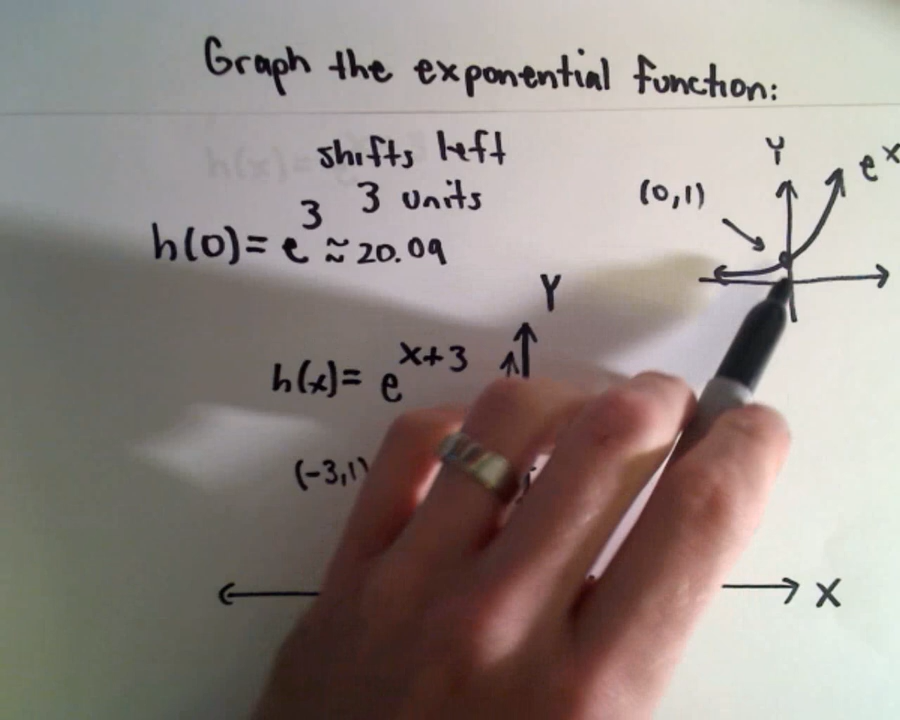 Graph the exponential function:
shifts left
3 units
h(0)= e^3 ≈ 20.09
(0,1)
Y
e^x
Y
h(x)= e^x+3
(-3,1)
X